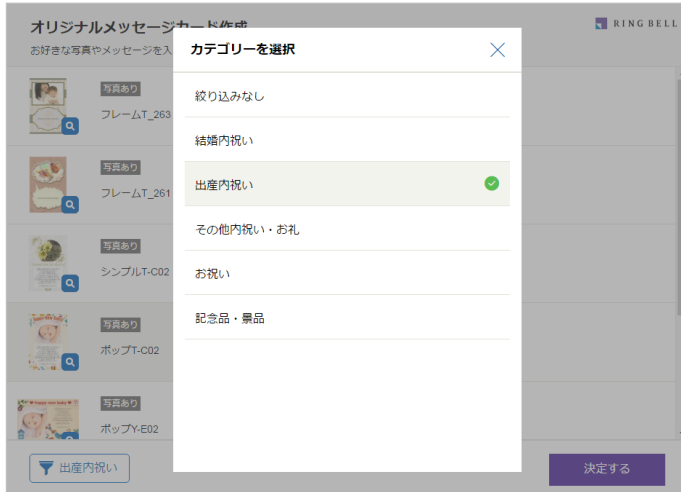 オリジナルメッセージカード作成
RING BELL
お好きな写真やメッセージを入
カテゴリーを選択
絞り込みなし
結婚内祝い
出産内祝い
その他内祝い・お礼
お祝い
記念品・景品
写真あり
フレームT_263
写真あり
フレームT_261
写真あり
シンプルT-C02
写真あり
ポップT-C02
写真あり
ポップY-E02
happy new baby
出産内祝い
決定する